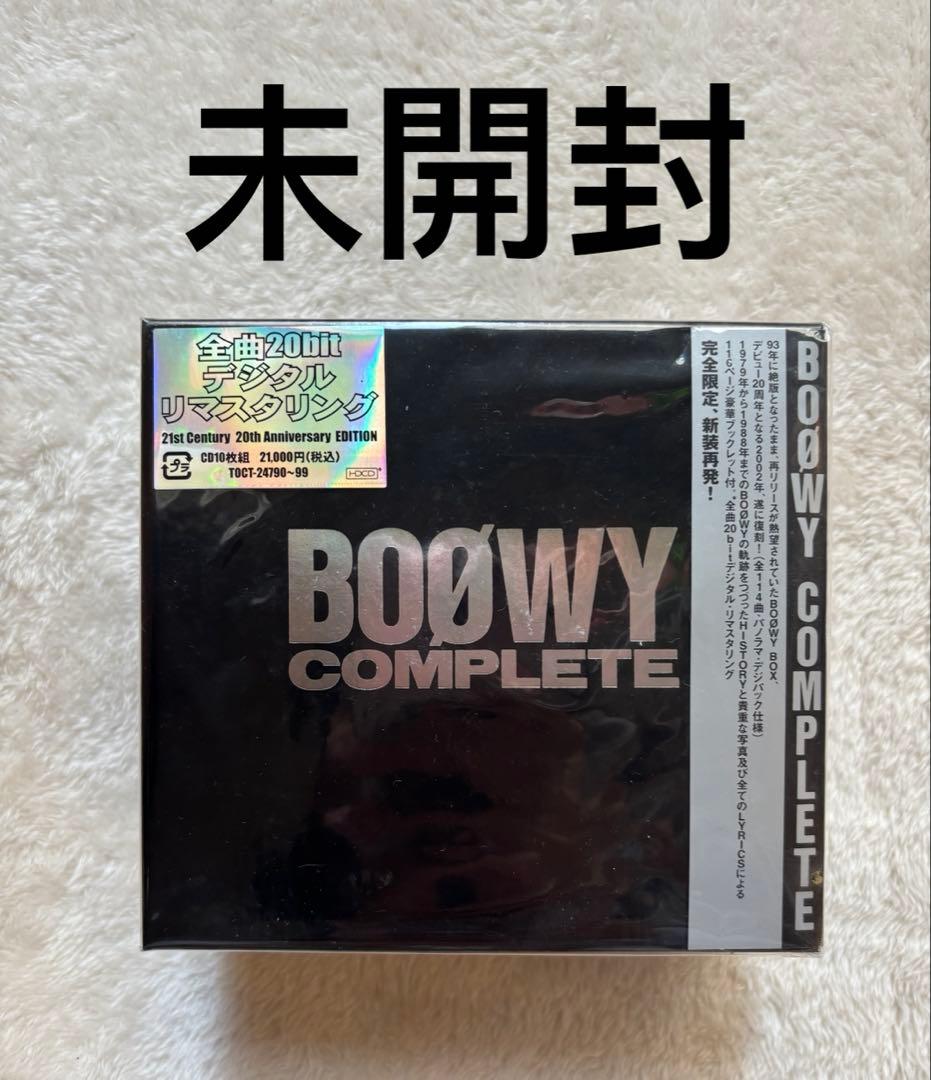 未開封
全曲20bit
デジタル
リマスタリング
21st Century 20th Anniversary EDITION
CD10枚組 21,000円(税込)
プラ
TOCT-24790~99
HDCD
BOØWY
COMPLETE
BOØWY COMPLETE
93年に絶版となったまま、再リリースが熱望されていたBOØWY BOX、
デビュー20周年となる2002年、遂に復刻!(全114曲、パノラマ・デジパック仕様)
1979年から1988年までのBOØWYの軌跡をつづったHISTORYと貴重な写真及び全てのLYRICSによる
116ページ豪華ブックレット付。全曲20bitデジタル・リマスタリング
完全限定、新装再発!